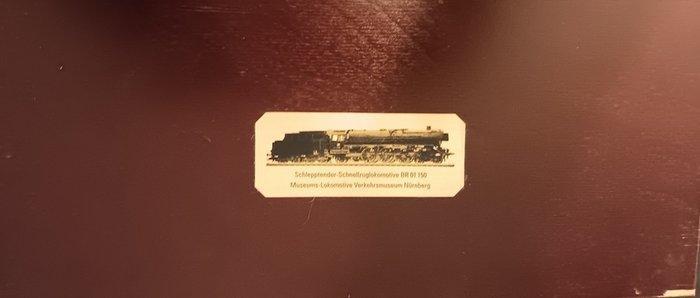 Schlepptender-Schnellzuglokomotive BR 01 150
Museums-Lokomotive Verkehrsmuseum Nürnberg